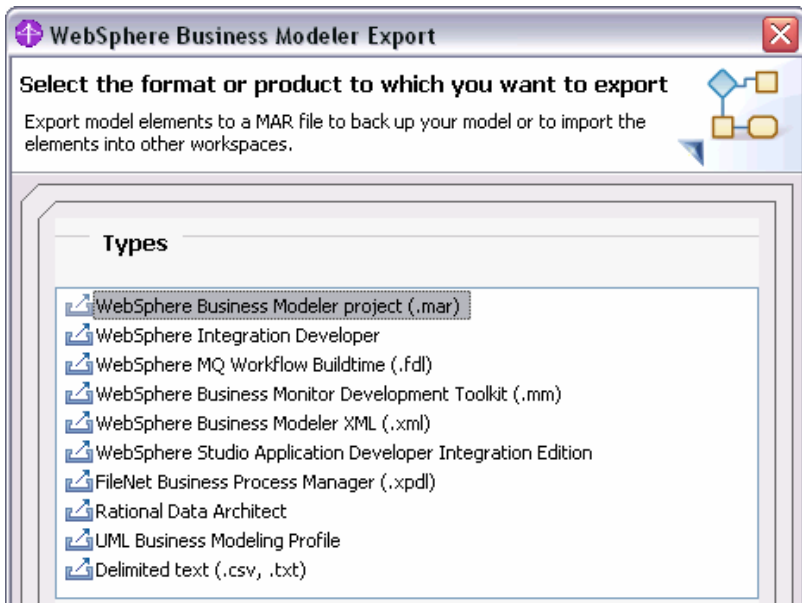 WebSphere Business Modeler Export
Select the format or product to which you want to export
Export model elements to a MAR file to back up your model or to import the
elements into other workspaces.
Types
WebSphere Business Modeler project (.mar)
WebSphere Integration Developer
WebSphere MQ Workflow Buildtime (.fdl)
WebSphere Business Monitor Development Toolkit (.mm)
WebSphere Business Modeler XML (.xml)
WebSphere Studio Application Developer Integration Edition
FileNet Business Process Manager (.xpdl)
Rational Data Architect
UML Business Modeling Profile
Delimited text (.csv, .txt)